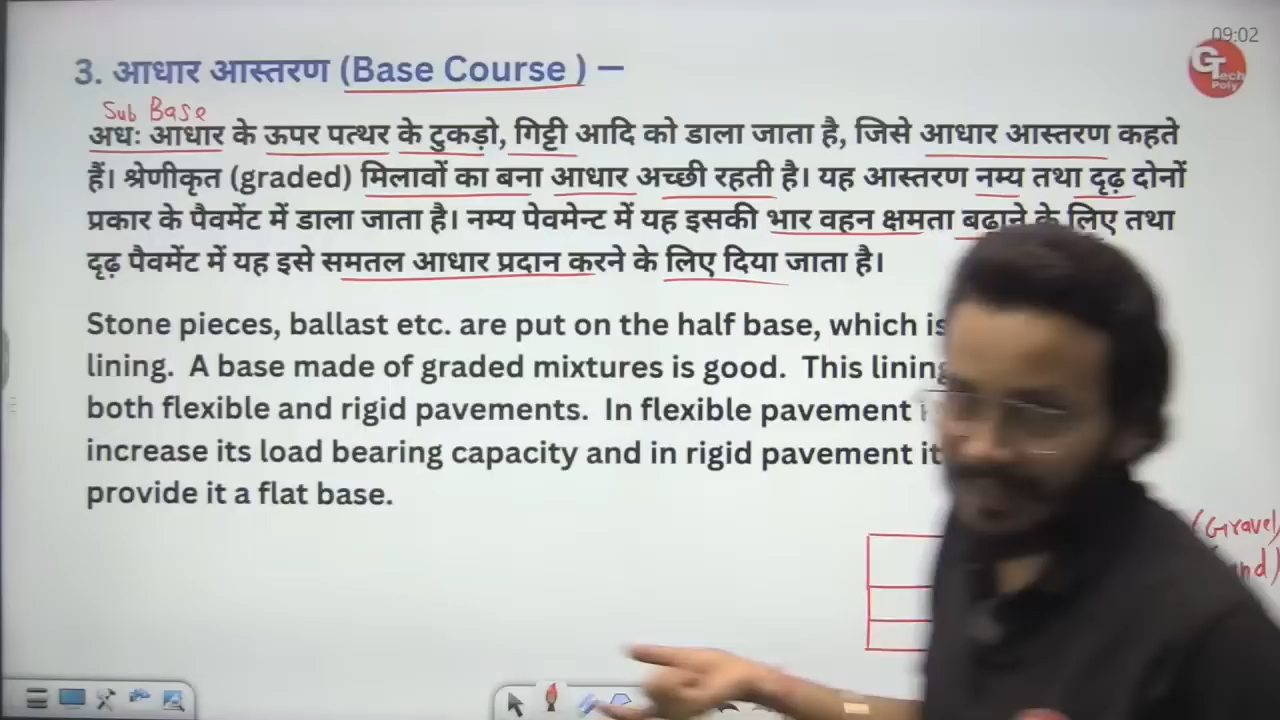 09:02
GTech Poly
3. आधार आस्तरण (Base Course ) —
Sub Base
अधः आधार के ऊपर पत्थर के टुकड़ो, गिट्टी आदि को डाला जाता है, जिसे आधार आस्तरण कहते
हैं। श्रेणीकृत (graded) मिलावों का बना आधार अच्छी रहती है। यह आस्तरण नम्य तथा दृढ़ दोनों
प्रकार के पैवमेंट में डाला जाता है। नम्य पेवमेन्ट में यह इसकी भार वहन क्षमता बढ़ाने के लिए तथा
दृढ़ पैवमेंट में यह इसे समतल आधार प्रदान करने के लिए दिया जाता है।
Stone pieces, ballast etc. are put on the half base, which is
lining. A base made of graded mixtures is good. This lining
both flexible and rigid pavements. In flexible pavement
increase its load bearing capacity and in rigid pavement it
provide it a flat base.
(Gravel